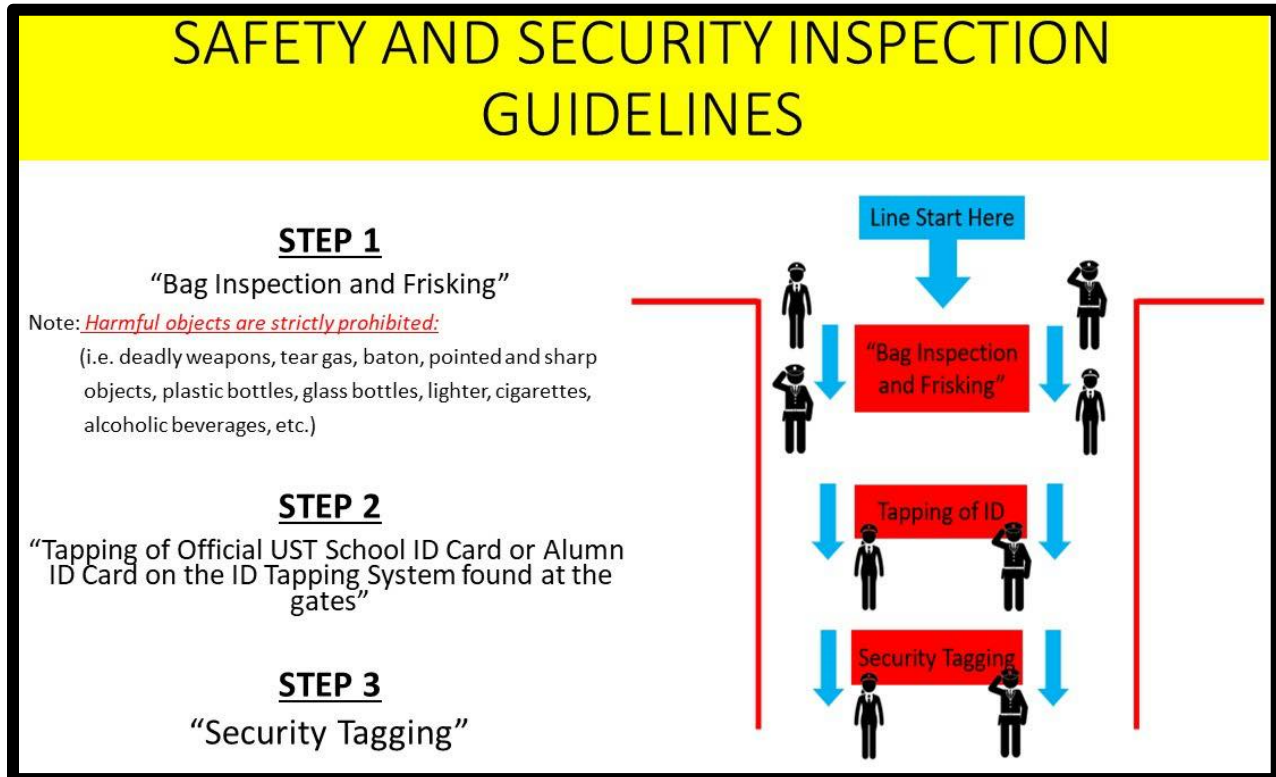 SAFETY AND SECURITY INSPECTION
GUIDELINES
STEP 1
“Bag Inspection and Frisking”
Note: Harmful objects are strictly prohibited:
(i.e. deadly weapons, tear gas, baton, pointed and sharp
objects, plastic bottles, glass bottles, lighter, cigarettes,
alcoholic beverages, etc.)
STEP 2
“Tapping of Official UST School ID Card or Alumn
ID Card on the ID Tapping System found at the
gates”
STEP 3
“Security Tagging”
Line Start Here
“Bag Inspection
and Frisking”
Tapping of ID
Security Tagging